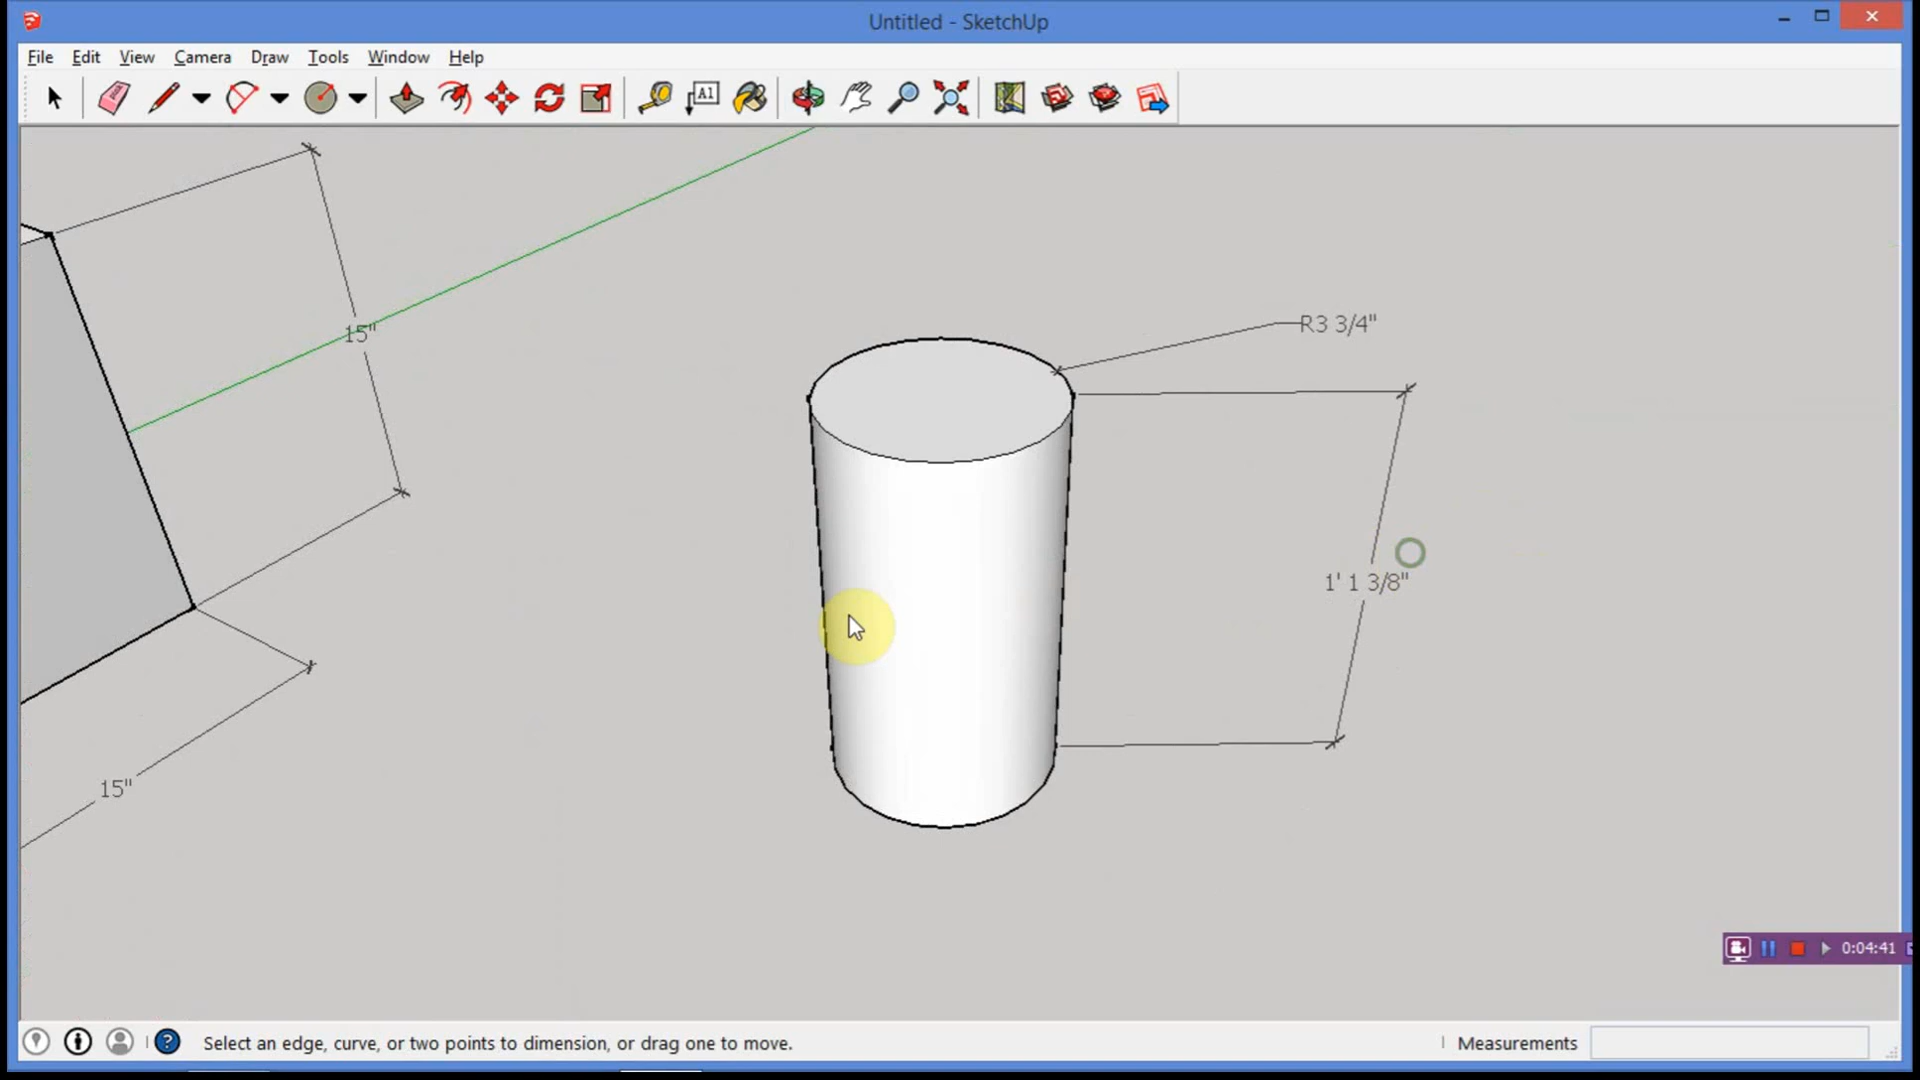 Untitled - SketchUp
File Edit View Camera Draw Tools Window Help
A1
R3 3/4"
15"
1' 1 3/8"
15"
0:04:41
Select an edge, curve, or two points to dimension, or drag one to move.
Measurements